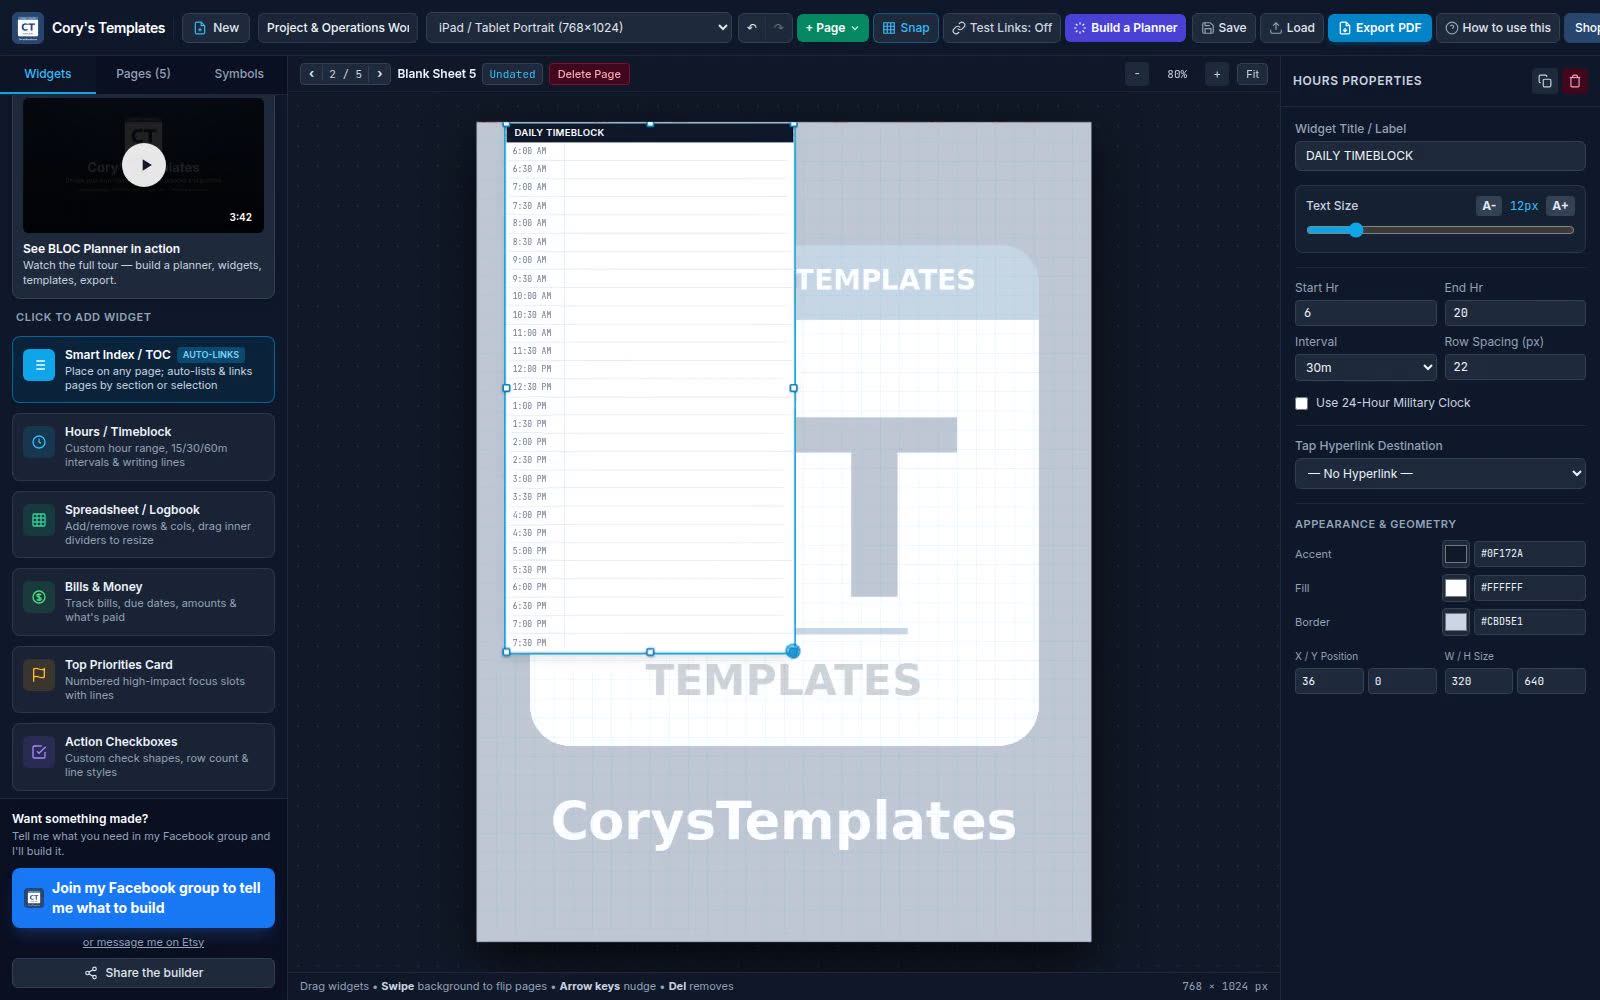 CT
Cory's Templates
New
Project & Operations Wor
iPad / Tablet Portrait (768×1024)
+ Page
Snap
Test Links: Off
Build a Planner
Save
Load
Export PDF
How to use this
Shop
Widgets
Pages (5)
Symbols
2 / 5
Blank Sheet 5
Undated
Delete Page
-
80%
+
Fit
HOURS PROPERTIES
3:42
See BLOC Planner in action
Watch the full tour — build a planner, widgets,
templates, export.
CLICK TO ADD WIDGET
Smart Index / TOC AUTO-LINKS
Place on any page; auto-lists & links
pages by section or selection
Hours / Timeblock
Custom hour range, 15/30/60m
intervals & writing lines
Spreadsheet / Logbook
Add/remove rows & cols, drag inner
dividers to resize
Bills & Money
Track bills, due dates, amounts &
what's paid
Top Priorities Card
Numbered high-impact focus slots
with lines
Action Checkboxes
Custom check shapes, row count &
line styles
Want something made?
Tell me what you need in my Facebook group and
I'll build it.
CT
Join my Facebook group to tell
me what to build
or message me on Etsy
Share the builder
DAILY TIMEBLOCK
6:00 AM
6:30 AM
7:00 AM
7:30 AM
8:00 AM
8:30 AM
9:00 AM
9:30 AM
10:00 AM
10:30 AM
11:00 AM
11:30 AM
12:00 PM
12:30 PM
1:00 PM
1:30 PM
2:00 PM
2:30 PM
3:00 PM
3:30 PM
4:00 PM
4:30 PM
5:00 PM
5:30 PM
6:00 PM
6:30 PM
7:00 PM
7:30 PM
TEMPLATES
T
TEMPLATES
CorysTemplates
Drag widgets • Swipe background to flip pages • Arrow keys nudge • Del removes
768 × 1024 px
Widget Title / Label
DAILY TIMEBLOCK
Text Size
A-
12px
A+
Start Hr
End Hr
6
20
Interval
Row Spacing (px)
30m
22
Use 24-Hour Military Clock
Tap Hyperlink Destination
— No Hyperlink —
APPEARANCE & GEOMETRY
Accent
#0F172A
Fill
#FFFFFF
Border
#CBD5E1
X / Y Position
W / H Size
36
0
320
640